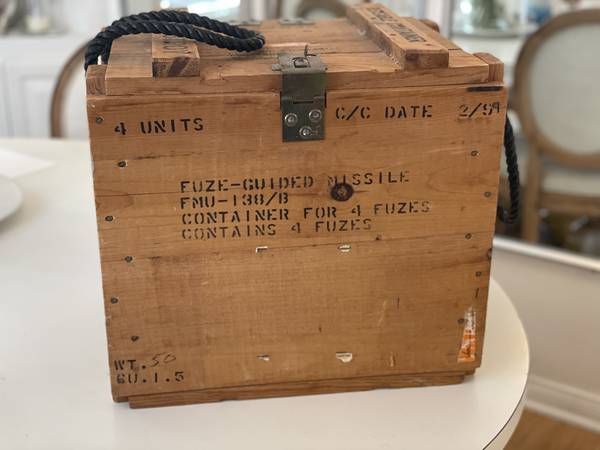 4 UNITS
C/C DATE 2/89
FUZE-GUIDED MISSILE
FMU-138/B
CONTAINER FOR 4 FUZES
CONTAINS 4 FUZES
WT. 50
CU.1.5